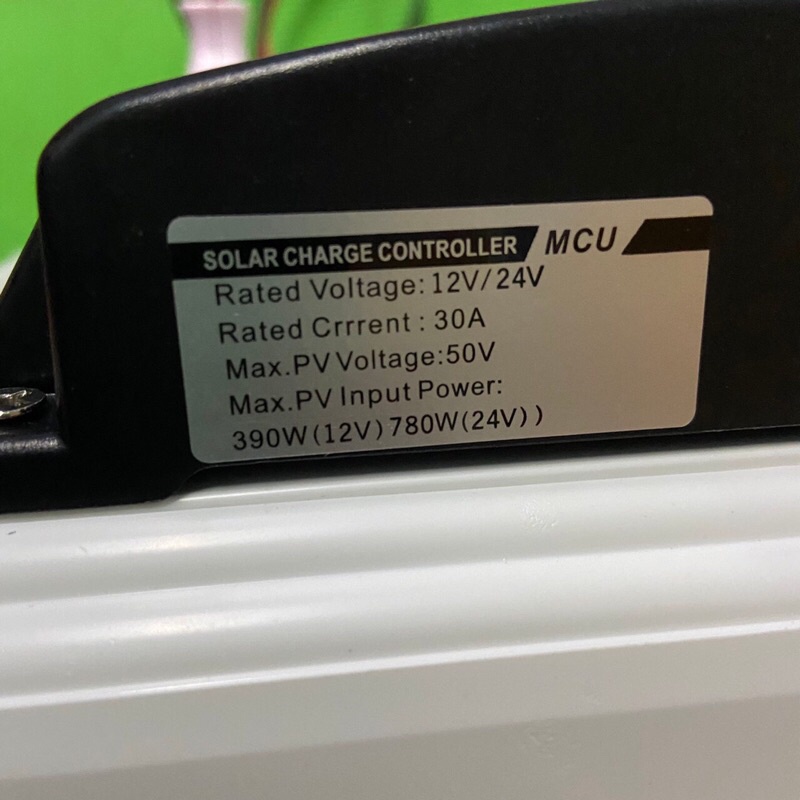 SOLAR CHARGE CONTROLLER MCU
Rated Voltage: 12V/24V
Rated Crrrent : 30A
Max.PV Voltage:50V
Max.PV Input Power:
390W(12V)780W(24V))